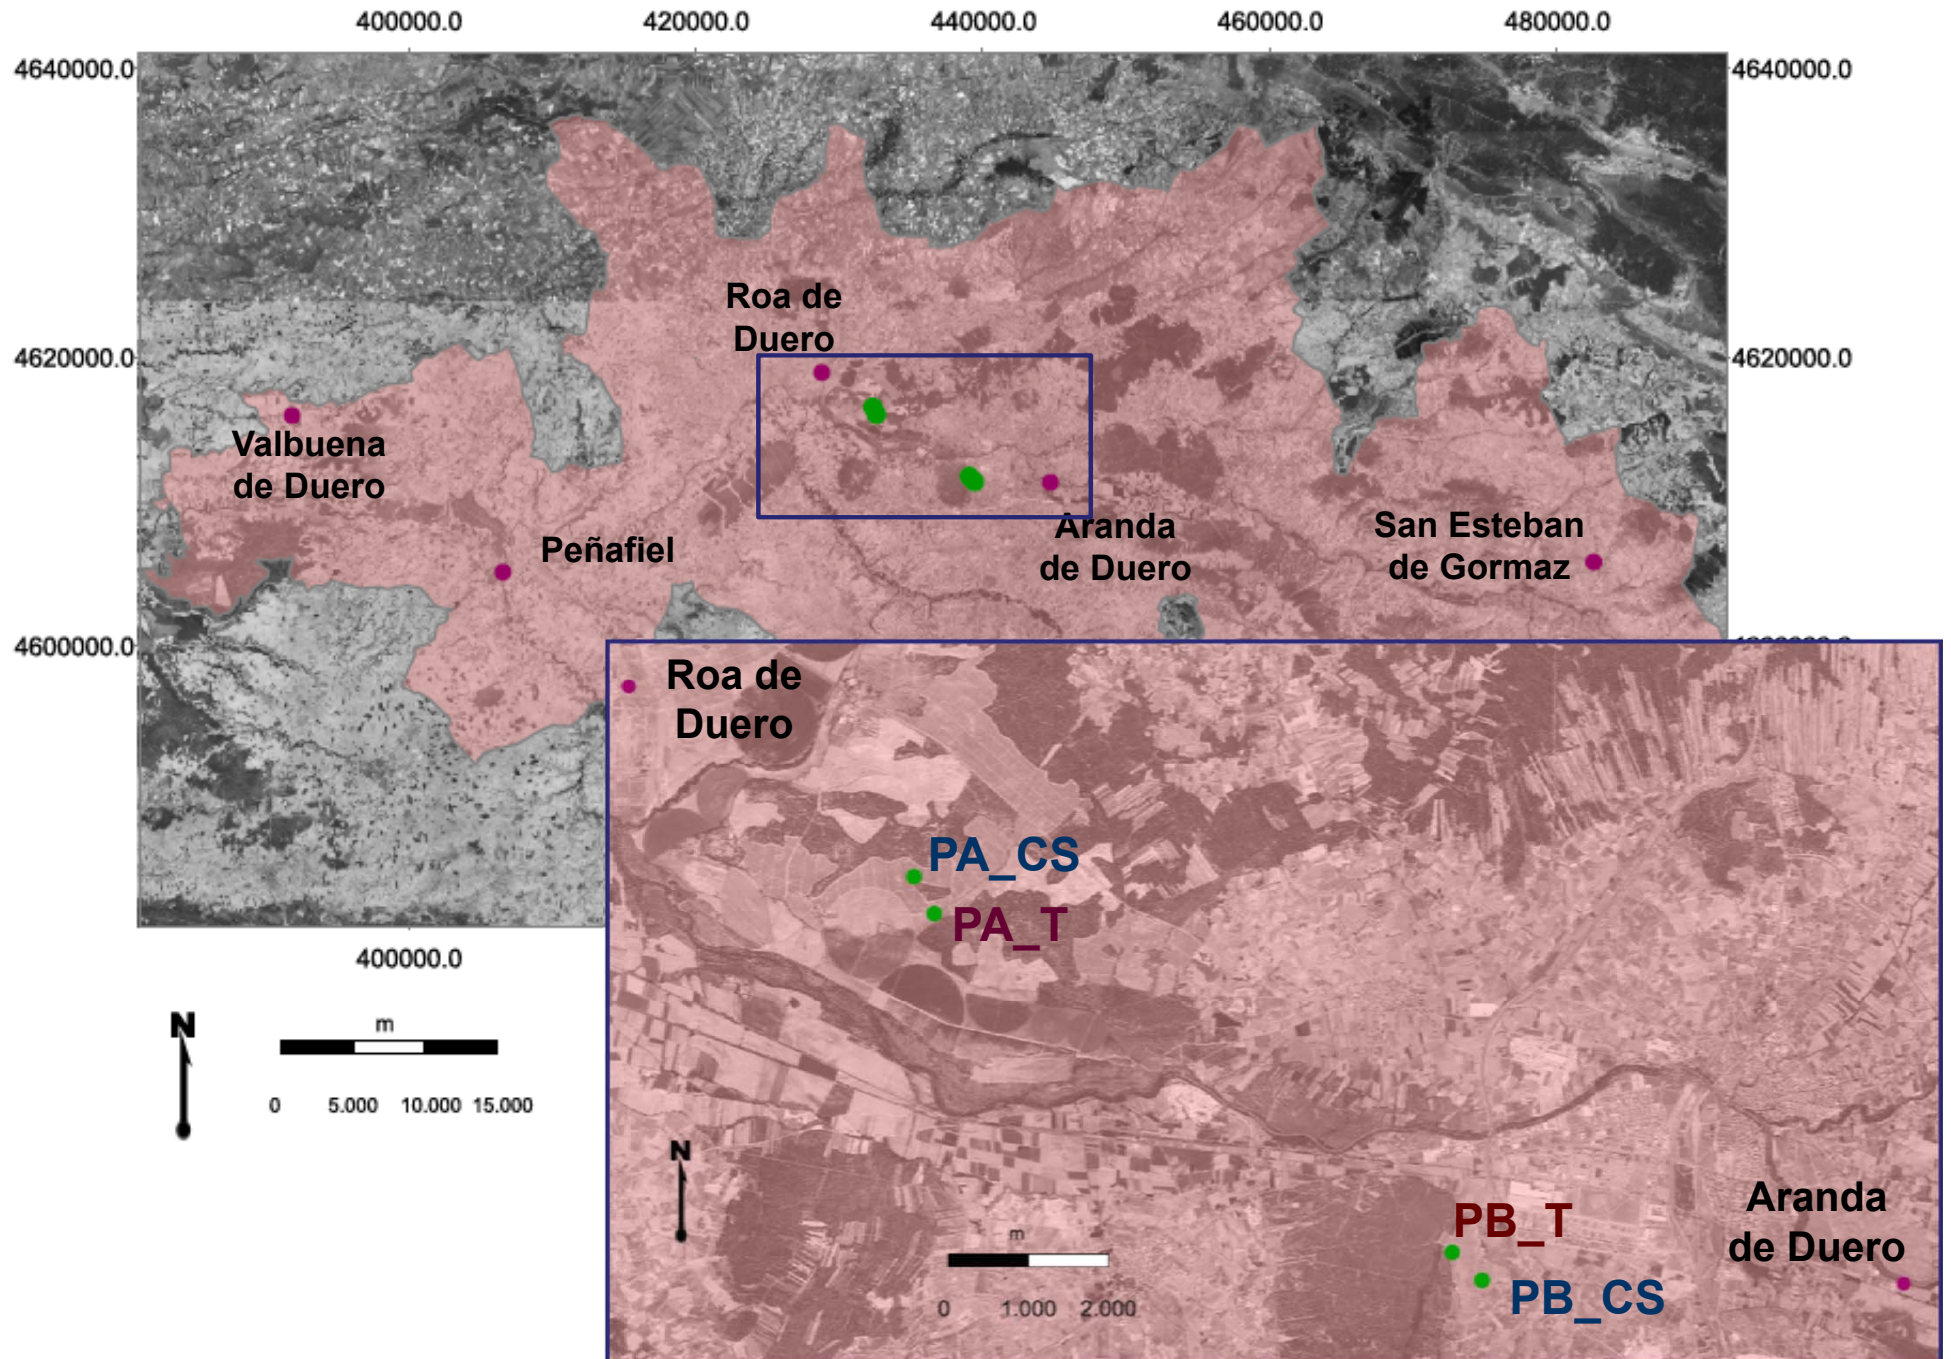 400000.0 420000.0 440000.0 460000.0 480000.0
4640000.0 4640000.0
Roa de
Duero
4620000.0 4620000.0
Valbuena
de Duero
Peñafiel
Aranda
de Duero
San Esteban
de Gormaz
4600000.0
Roa de
Duero
PA_CS
PA_T
400000.0
N
m
0 5.000 10.000 15.000
N
m
0 1.000 2.000
PB_T
PB_CS
Aranda
de Duero